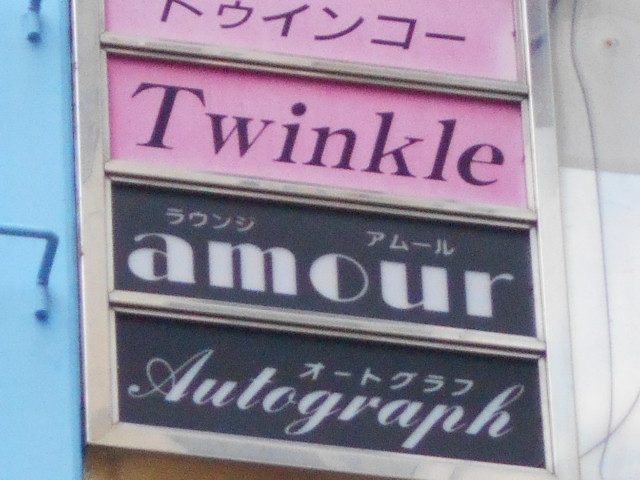 トゥインコー
Twinkle
ラウンジ アムール
amour
オートグラフ
Autograph